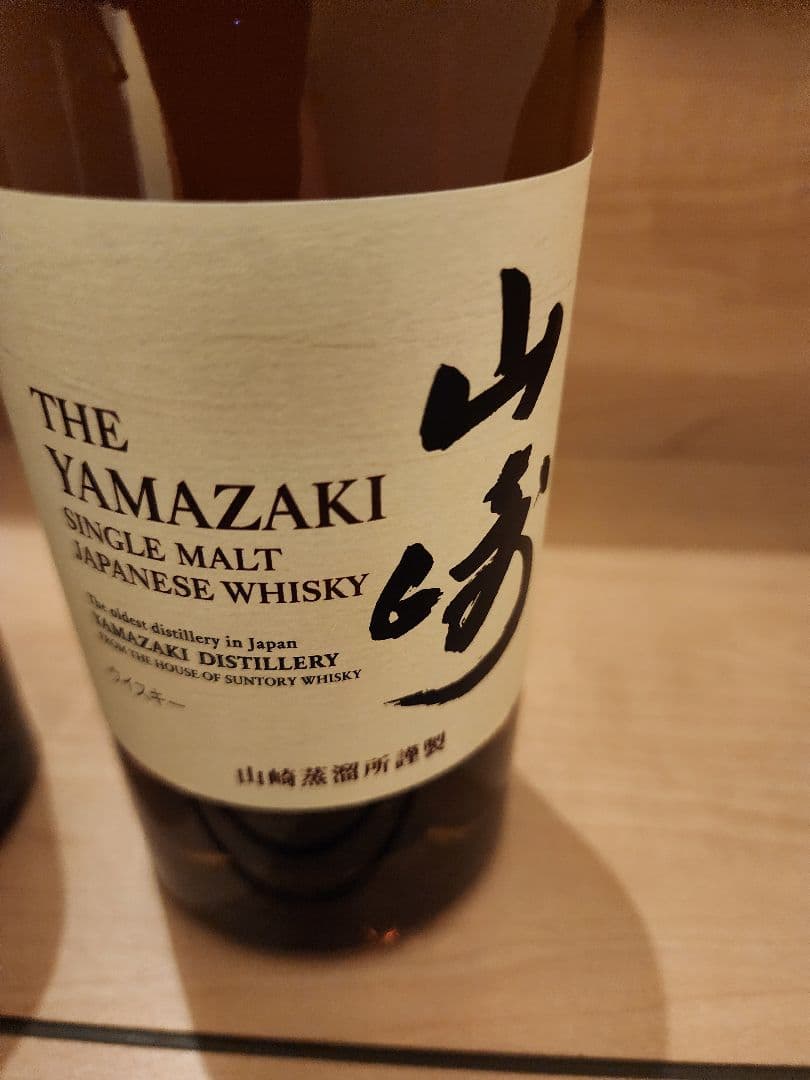 THE
YAMAZAKI
SINGLE MALT
JAPANESE WHISKY
The oldest distillery in Japan
YAMAZAKI DISTILLERY
FROM THE HOUSE OF SUNTORY WHISKY
ウイスキー
山崎蒸溜所謹製
山崎